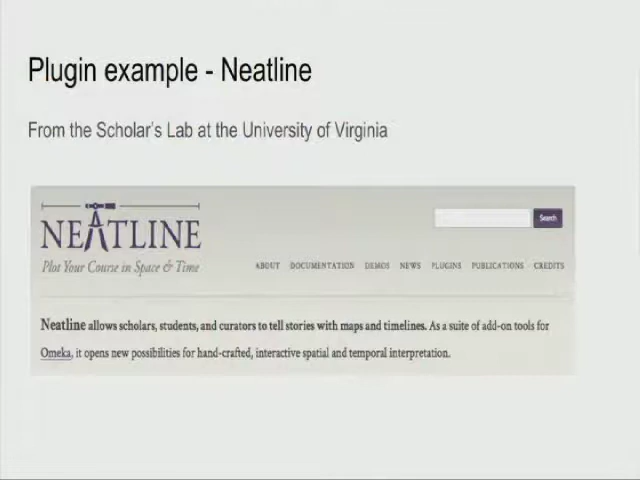 Plugin example - Neatline
From the Scholar's Lab at the University of Virginia
NEATLINE
Plot Your Course in Space & Time
Search
ABOUT DOCUMENTATION DEMOS NEWS PLUGINS PUBLICATIONS CREDITS
Neatline allows scholars, students, and curators to tell stories with maps and timelines. As a suite of add-on tools for
Omeka, it opens new possibilities for hand-crafted, interactive spatial and temporal interpretation.